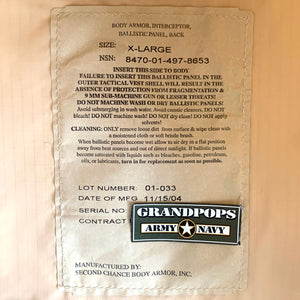 BODY ARMOR, INTERCEPTOR,
BALLISTIC PANEL, BACK
SIZE: X-LARGE
NSN: 8470-01-497-8653
INSERT THIS SIDE TO BODY
FAILURE TO INSERT THIS BALLISTIC PANEL IN THE
OUTER TACTICAL VEST SHELL WILL RESULT IN THE
ABSENCE OF PROTECTION FROM FRAGMENTATION &
9 MM SUB-MACHINE GUN OR LESSER THREATS!
DO NOT MACHINE WASH OR DRY BALLISTIC PANELS!
Avoid submerging in wash water. Avoid caustic cleansers. DO NOT
bleach! DO NOT machine dry! DO NOT dry clean! DO NOT apply
solvents!
CLEANING: ONLY remove loose dirt from surface & wipe clean with
a moistened cloth or soft bristle brush.
When ballistic panels become wet allow to air dry in a flat position
away from heat sources and out of direct sunlight. If ballistic panels
become saturated with liquids such as bleaches, gasoline, petroleum,
oils, or lubricants, turn in for replacement as soon as possible.
LOT NUMBER: 01-033
DATE OF MFG. 11/15/04
SERIAL NO
CONTRACT
GRANDPOPS
ARMY NAVY
MANUFACTURED BY:
SECOND CHANCE BODY ARMOR, INC.